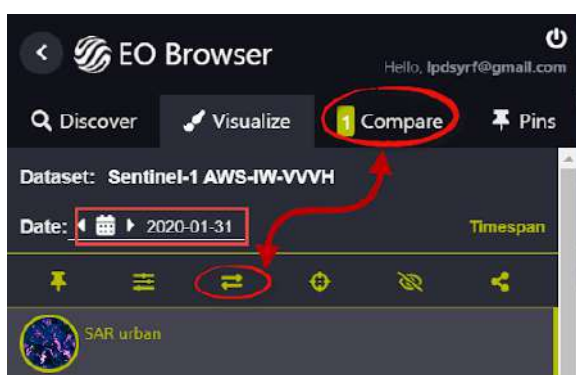 EO Browser
Hello, lpdsyrf@gmail.com
Discover Visualize 1 Compare Pins
Dataset: Sentinel-1 AWS-IW-VVVH
Date: 2020-01-31 Timespan
SAR urban